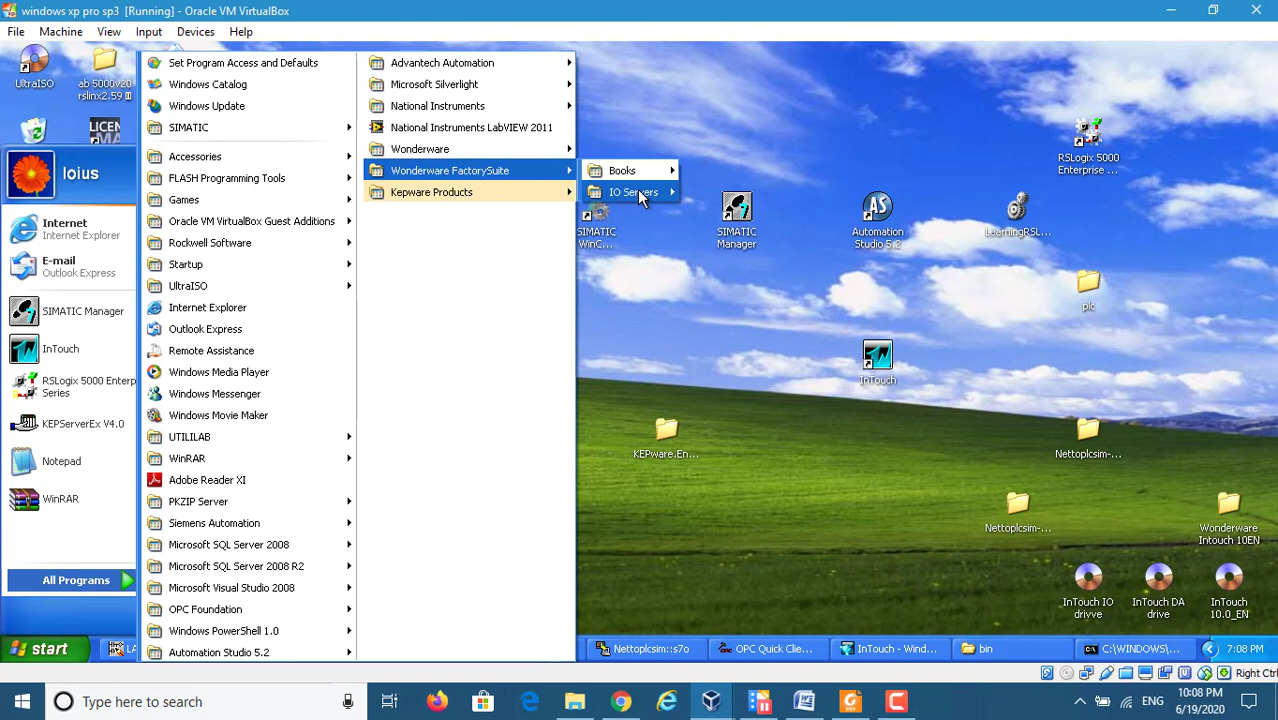 windows xp pro sp3 [Running] - Oracle VM VirtualBox
File Machine View Input Devices Help
UltraISO
ab 5000v20
rslinx2.59
loius
Internet
Internet Explorer
E-mail
Outlook Express
SIMATIC Manager
InTouch
RSLogix 5000 Enterp
Series
KEPServerEx V4.0
Notepad
WinRAR
All Programs
Set Program Access and Defaults
Windows Catalog
Windows Update
SIMATIC
Accessories
FLASH Programming Tools
Games
Oracle VM VirtualBox Guest Additions
Rockwell Software
Startup
UltraISO
Internet Explorer
Outlook Express
Remote Assistance
Windows Media Player
Windows Messenger
Windows Movie Maker
UTILILAB
WinRAR
Adobe Reader XI
PKZIP Server
Siemens Automation
Microsoft SQL Server 2008
Microsoft SQL Server 2008 R2
Microsoft Visual Studio 2008
OPC Foundation
Windows PowerShell 1.0
Automation Studio 5.2
Advantech Automation
Microsoft Silverlight
National Instruments
National Instruments LabVIEW 2011
Wonderware
Wonderware FactorySuite
Kepware Products
Books
IO Servers
SIMATIC
WinC...
SIMATIC
Manager
Automation
Studio 5.2
LearningRSL...
RSLogix 5000
Enterprise ...
plc
InTouch
KEPware.En...
Nettoplcsim-...
Nettoplcsim-...
Wonderware
Intouch 10EN
InTouch IO
drivve
InTouch DA
drive
InTouch
10.0_EN
start
Nettoplcsim::s7o
OPC Quick Clie...
InTouch - Wind...
bin
C:\WINDOWS\...
7:08 PM
Right Ctrl
Type here to search
ENG
10:08 PM
6/19/2020